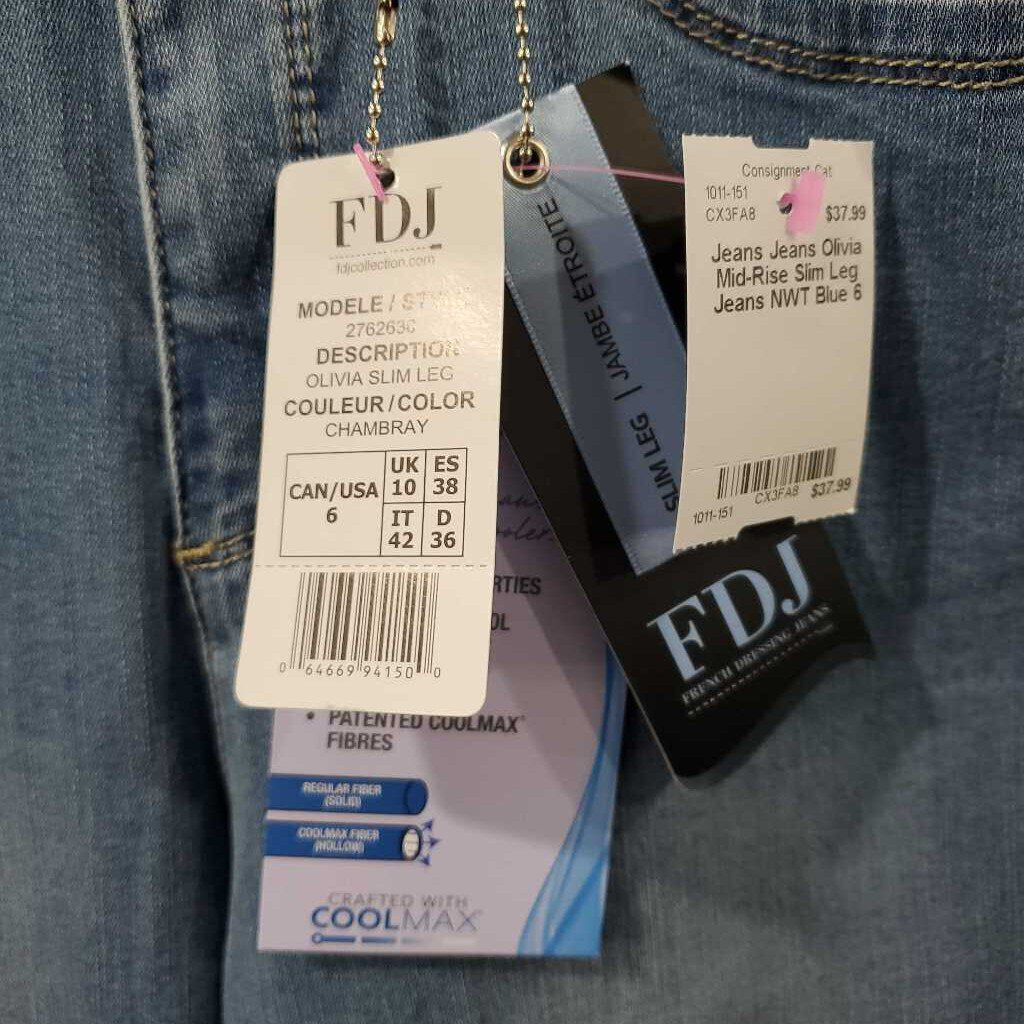 FDJ
fdjcollection.com
MODELE / STYLE
276263C
DESCRIPTION
OLIVIA SLIM LEG
COULEUR / COLOR
CHAMBRAY
CAN/USA
6
UK
10
ES
38
IT
42
D
36
0 64669 94150 0
SLIM LEG | JAMBE ÉTROITE
FDJ
FRENCH DRESSING JEANS
Consignment Cat
1011-151
CX3FA8 $37.99
Jeans Jeans Olivia
Mid-Rise Slim Leg
Jeans NWT Blue 6
CX3FA8 $37.99
1011-151
• PATENTED COOLMAX®
FIBRES
REGULAR FIBER
(SOLID)
COOLMAX FIBER
(HOLLOW)
CRAFTED WITH
COOLMAX®